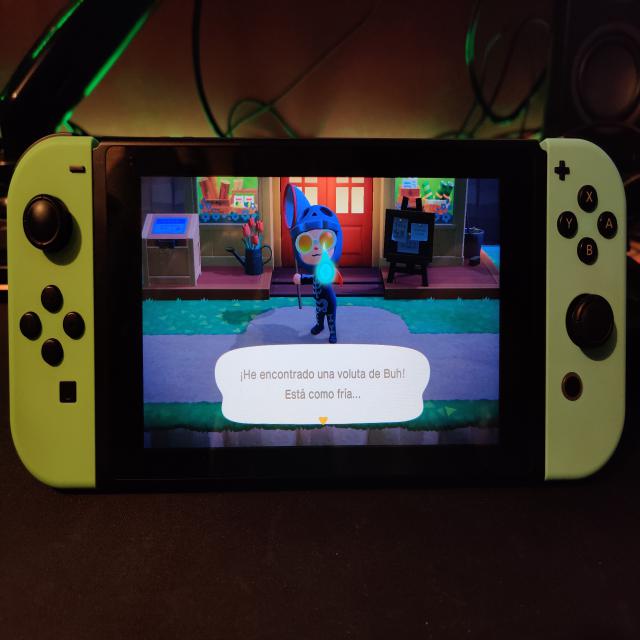 ¡He encontrado una voluta de Buh!
Está como fría...
X
Y
A
B